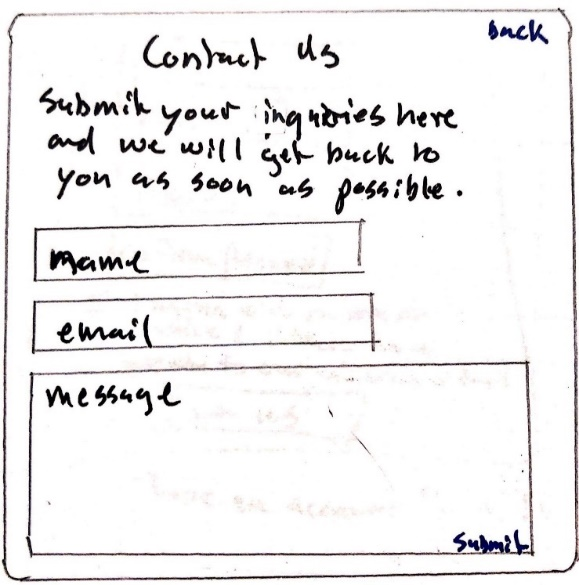 back
Contact Us
Submit your inquiries here
and we will get back to
you as soon as possible.
name
email
message
Submit